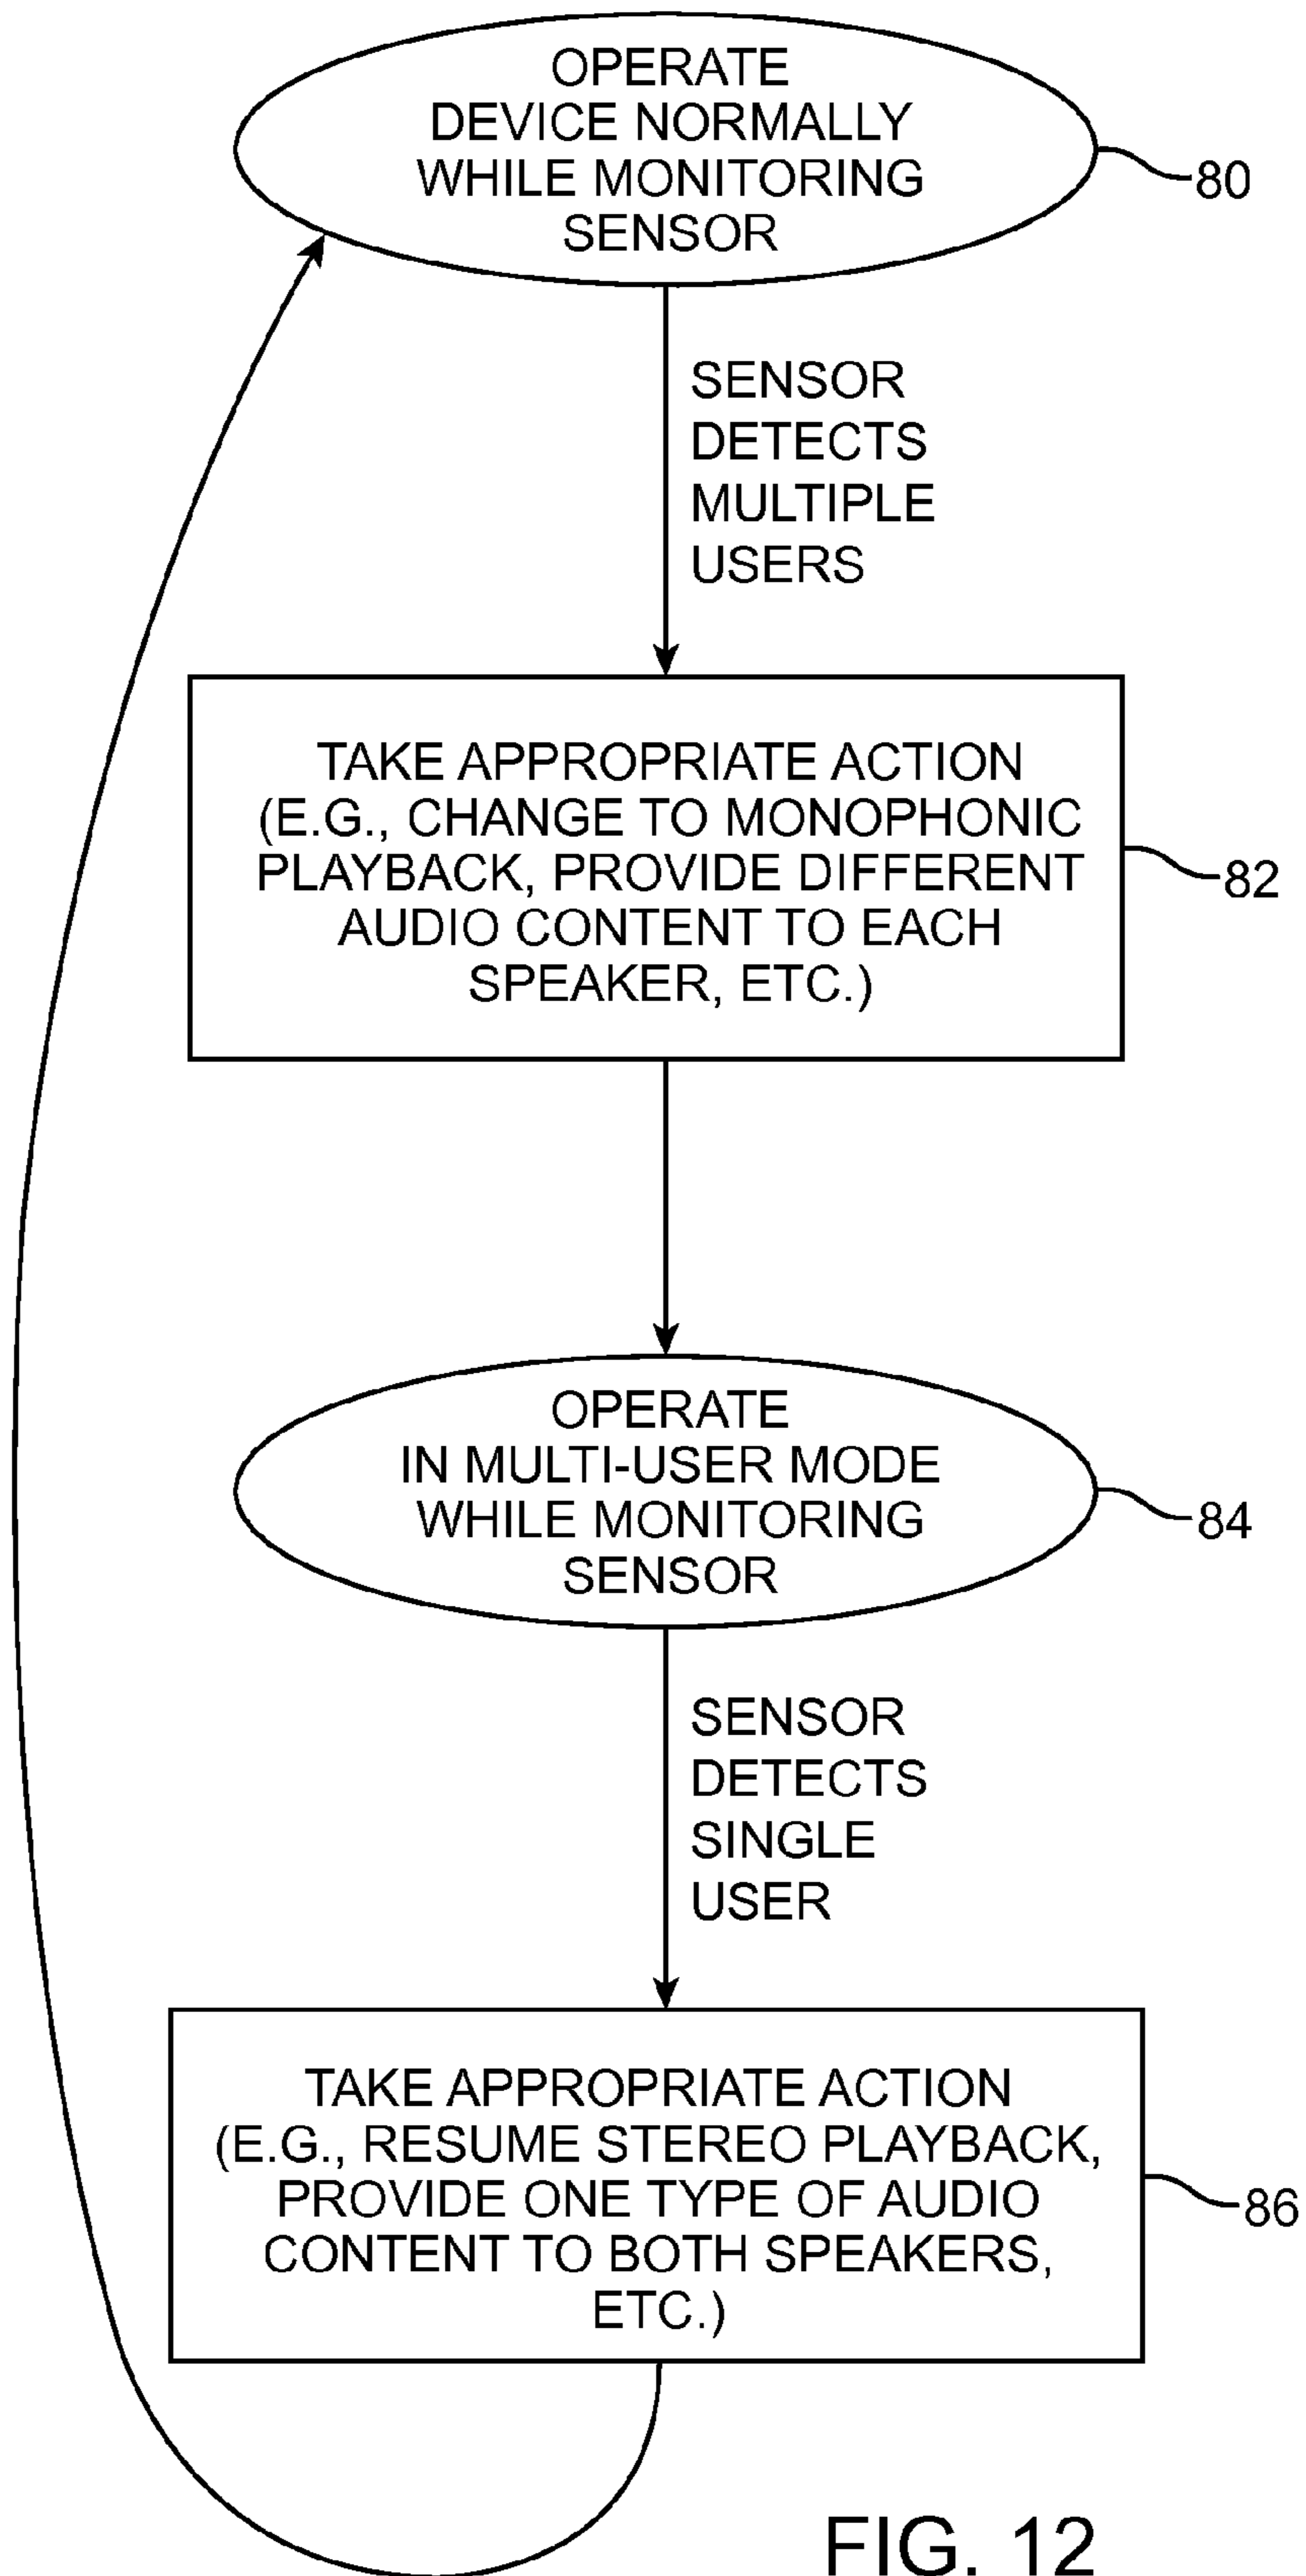 OPERATE
DEVICE NORMALLY
WHILE MONITORING
SENSOR
80
SENSOR
DETECTS
MULTIPLE
USERS
TAKE APPROPRIATE ACTION
(E.G., CHANGE TO MONOPHONIC
PLAYBACK, PROVIDE DIFFERENT
AUDIO CONTENT TO EACH
SPEAKER, ETC.)
82
OPERATE
IN MULTI-USER MODE
WHILE MONITORING
SENSOR
84
SENSOR
DETECTS
SINGLE
USER
TAKE APPROPRIATE ACTION
(E.G., RESUME STEREO PLAYBACK,
PROVIDE ONE TYPE OF AUDIO
CONTENT TO BOTH SPEAKERS,
ETC.)
86
FIG. 12